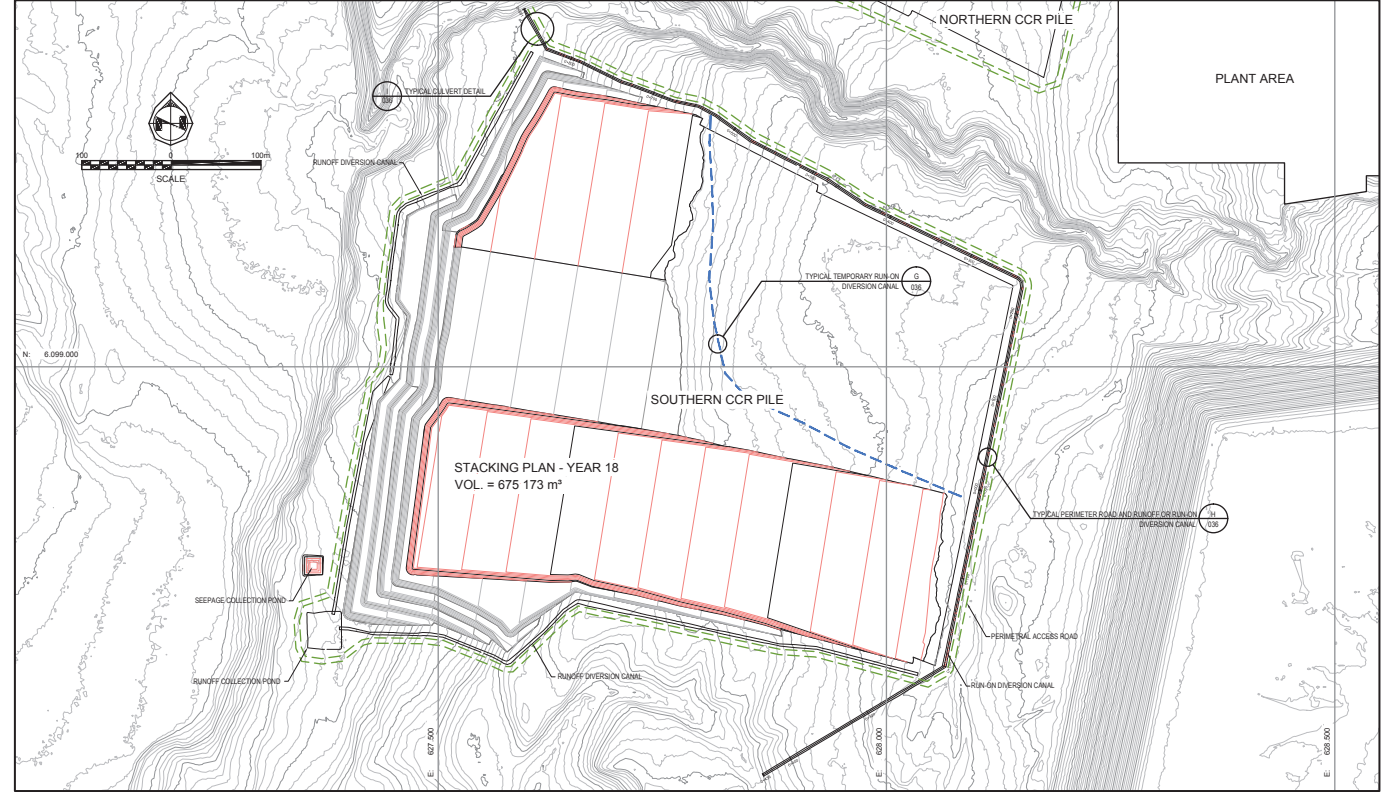 NORTHERN CCR PILE
PLANT AREA
I
036
TYPICAL CULVERT DETAIL
100
0
100m
SCALE
RUNOFF DIVERSION CANAL
TYPICAL TEMPORARY RUN-ON
DIVERSION CANAL
G
036
N: 6.099.000
SOUTHERN CCR PILE
STACKING PLAN - YEAR 18
VOL. = 675 173 m³
TYPICAL PERIMETER ROAD AND RUNOFF OR RUN-ON
DIVERSION CANAL
H
036
SEEPAGE COLLECTION POND
PERIMETRAL ACCESS ROAD
RUNOFF COLLECTION POND
RUNOFF DIVERSION CANAL
RUN-ON DIVERSION CANAL
E: 627.500
E: 628.000
E: 628.500